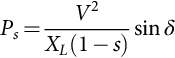 P_s = \frac{V^2}{X_L(1-s)} \sin \delta